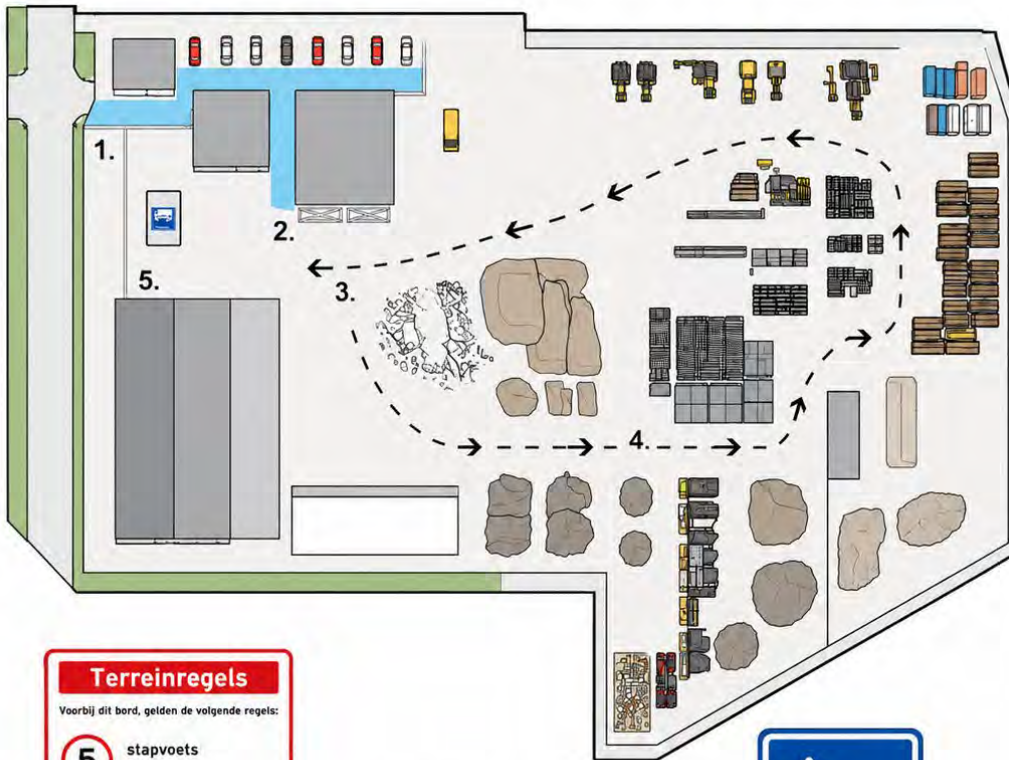 1.
2.
5.
3.
4.
Terreinregels
Voorbij dit bord, gelden de volgende regels:
5
stapvoets